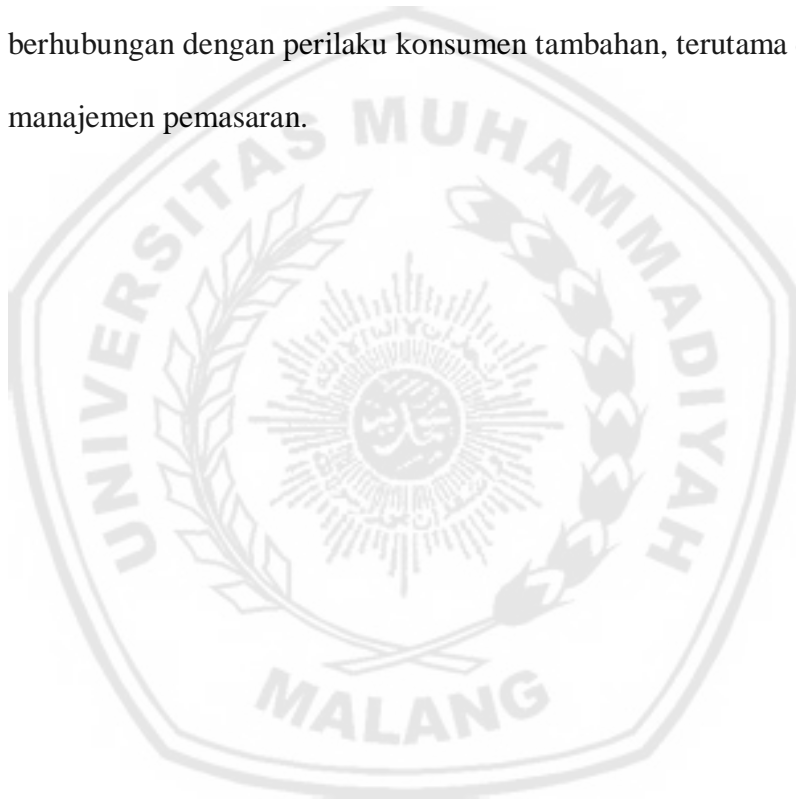 berhubungan dengan perilaku konsumen tambahan, terutama
manajemen pemasaran.
UNIVERSITAS MUHAMMADIYAH
MALANG